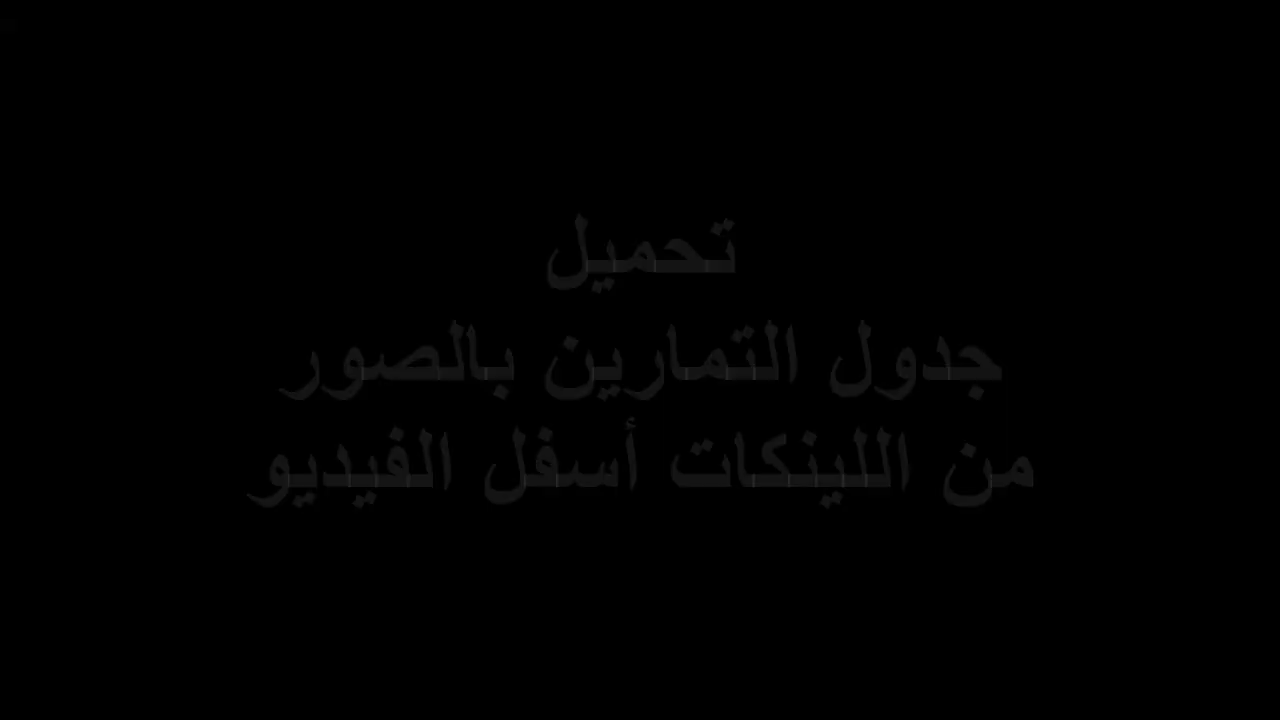 تحميل
جدول التمارين بالصور
من اللينكات أسفل الفيديو